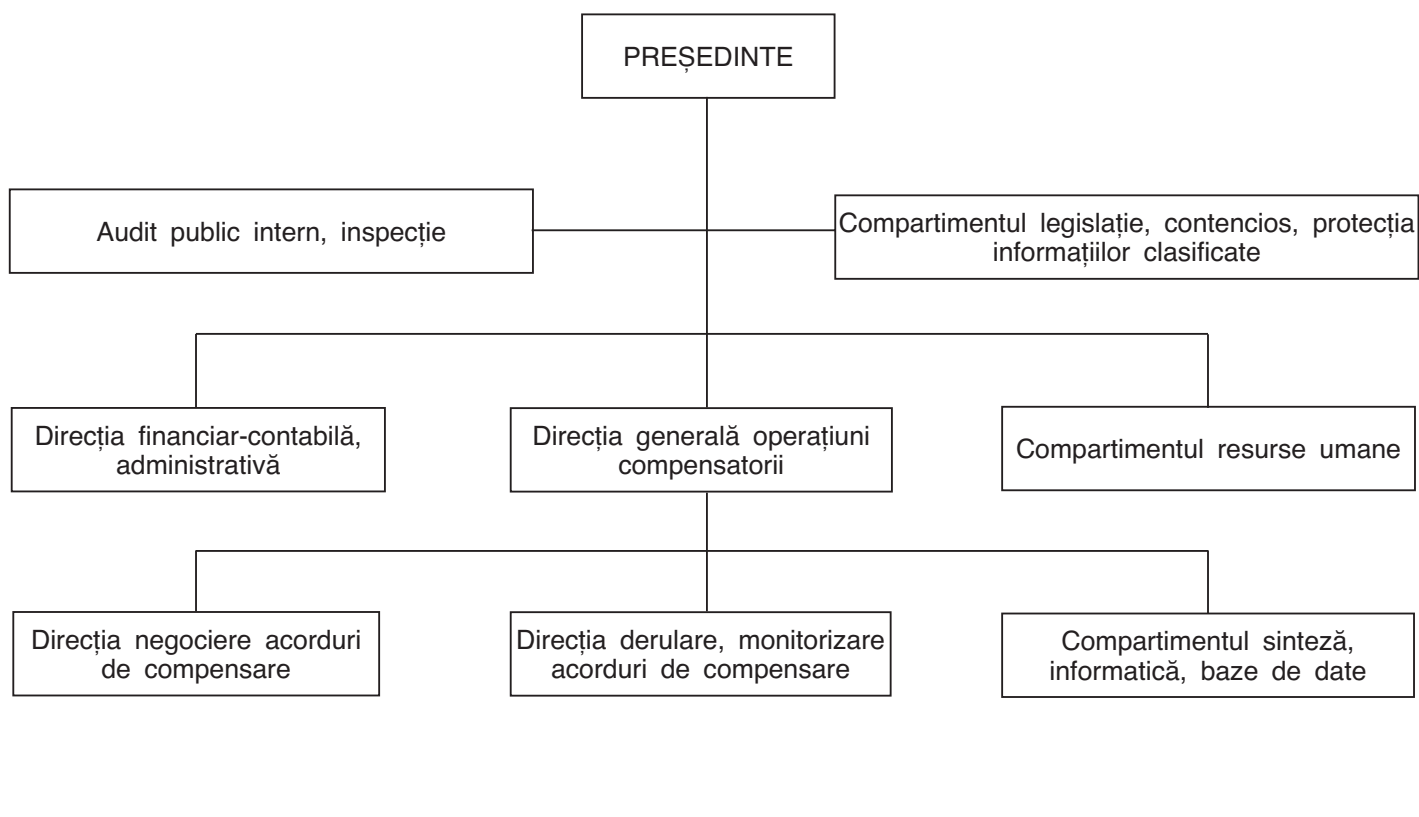 PREȘEDINTE
Audit public intern, inspecție
Compartimentul legislație, contencios, protecția
informațiilor clasificate
Direcția financiar-contabilă,
administrativă
Direcția generală operațiuni
compensatorii
Compartimentul resurse umane
Direcția negociere acorduri
de compensare
Direcția derulare, monitorizare
acorduri de compensare
Compartimentul sinteză,
informatică, baze de date